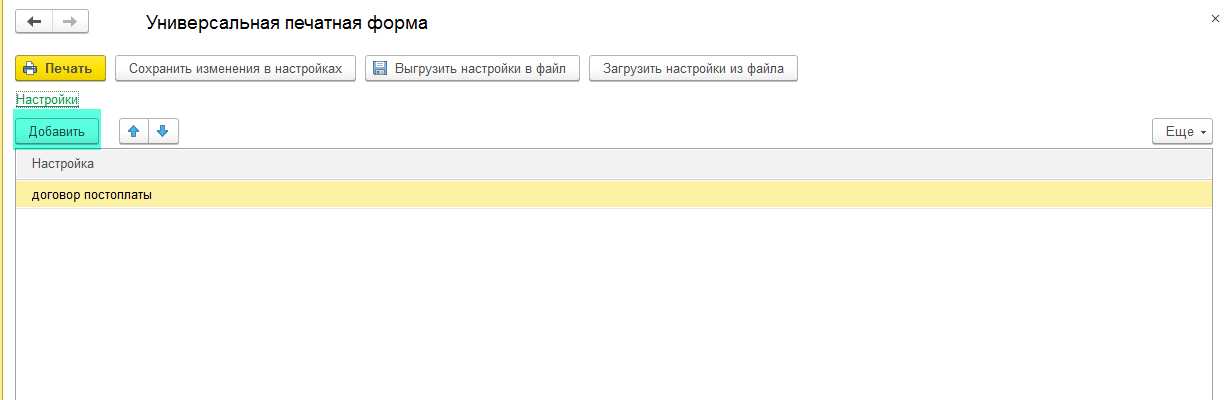 Универсальная печатная форма
Печать Сохранить изменения в настройках Выгрузить настройки в файл Загрузить настройки из файла
Настройки
Добавить Еще
Настройка
договор постоплаты